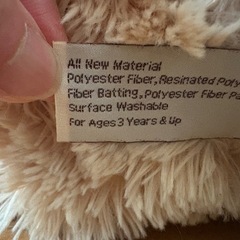 All New Material
Polyester Fiber, Resinated Poly
Fiber Batting, Polyester Fiber Pa
Surface Washable
For Ages 3 Years & Up